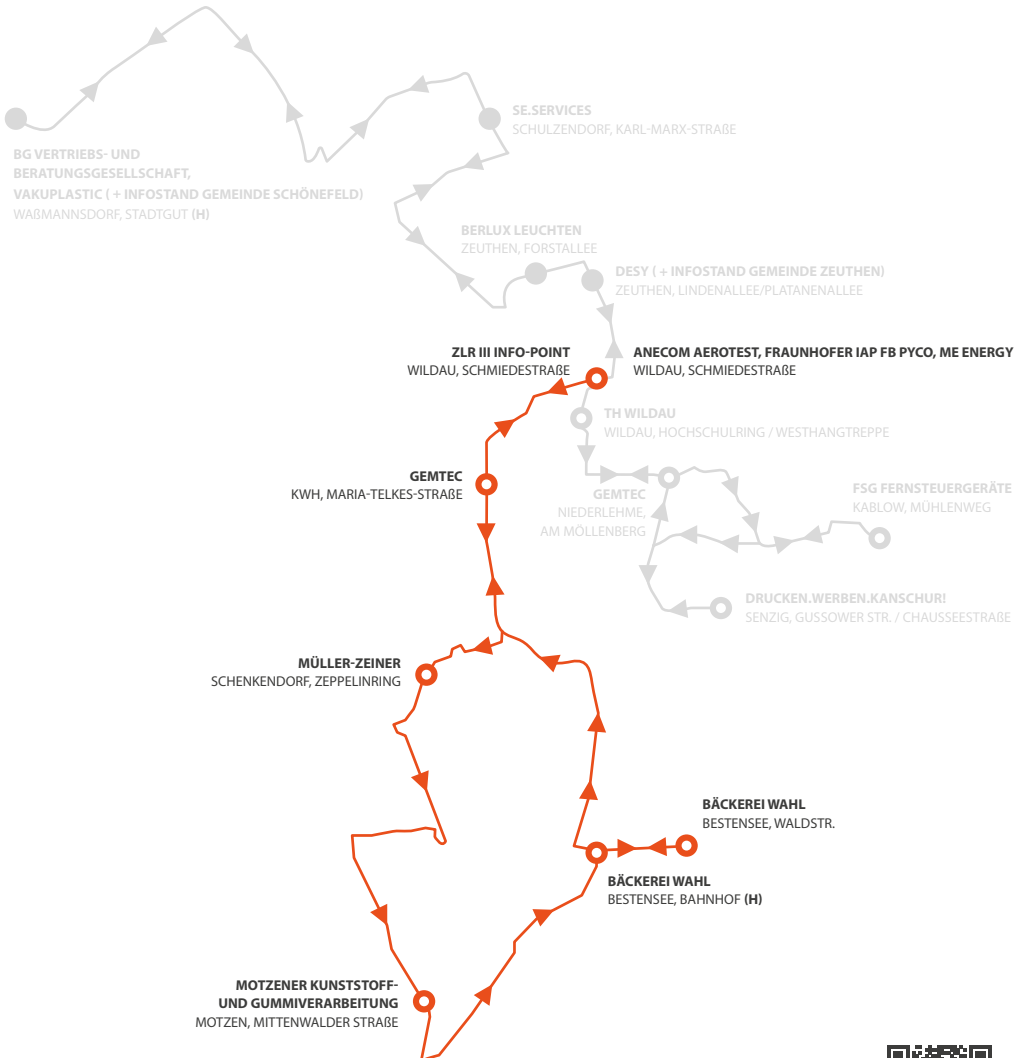 SE.SERVICES
SCHULZENDORF, KARL-MARX-STRAßE
BG VERTRIEBS- UND
BERATUNGSGESELLSCHAFT,
VAKUPLASTIC ( + INFOSTAND GEMEINDE SCHÖNEFELD)
WAßMANNSDORF, STADTGUT (H)
BERLUX LEUCHTEN
ZEUTHEN, FORSTALLEE
DESY ( + INFOSTAND GEMEINDE ZEUTHEN)
ZEUTHEN, LINDENALLEE/PLATANENALLEE
ZLR III INFO-POINT
WILDAU, SCHMIEDESTRAßE
ANECOM AEROTEST, FRAUNHOFER IAP FB PYCO, ME ENERGY
WILDAU, SCHMIEDESTRAßE
TH WILDAU
WILDAU, HOCHSCHULRING / WESTHANGTREPPE
GEMTEC
KWH, MARIA-TELKES-STRAßE
GEMTEC
NIEDERLEHME,
AM MÖLLENBERG
FSG FERNSTEUERGERÄTE
KABLOW, MÜHLENWEG
DRUCKEN.WERBEN.KANSCHUR!
SENZIG, GUSSOWER STR. / CHAUSSEESTRAßE
MÜLLER-ZEINER
SCHENKENDORF, ZEPPELINRING
BÄCKEREI WAHL
BESTENSEE, WALDSTR.
BÄCKEREI WAHL
BESTENSEE, BAHNHOF (H)
MOTZENER KUNSTSTOFF-
UND GUMMIVERARBEITUNG
MOTZEN, MITTENWALDER STRAßE